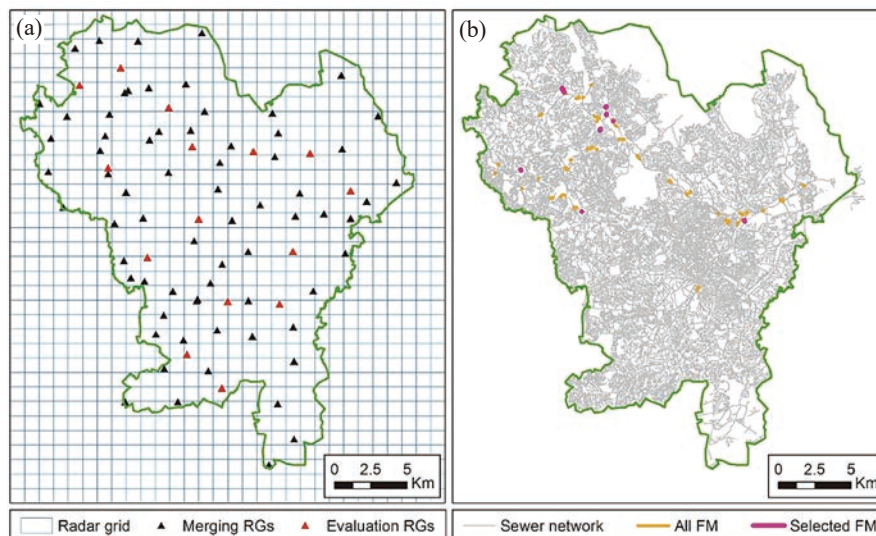 (a)
(b)
0 2.5 5
Km
0 2.5 5
Km
Radar grid Merging RGs Evaluation RGs
Sewer network All FM Selected FM